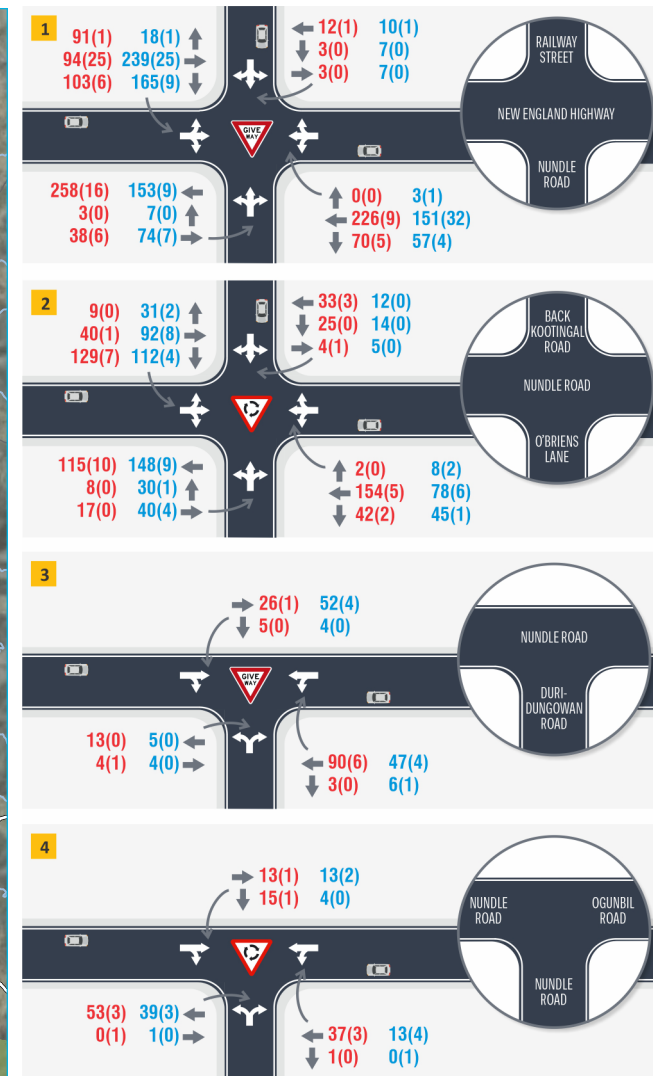 1
91(1) 18(1)
94(25) 239(25)
103(6) 165(9)
12(1) 10(1)
3(0) 7(0)
3(0) 7(0)
RAILWAY
STREET
NEW ENGLAND HIGHWAY
NUNDLE
ROAD
GIVE
WAY
258(16) 153(9)
3(0) 7(0)
38(6) 74(7)
0(0) 3(1)
226(9) 151(32)
70(5) 57(4)
2
9(0) 31(2)
40(1) 92(8)
129(7) 112(4)
33(3) 12(0)
25(0) 14(0)
4(1) 5(0)
BACK
KOOTINGAL
ROAD
NUNDLE ROAD
O'BRIENS
LANE
115(10) 148(9)
8(0) 30(1)
17(0) 40(4)
2(0) 8(2)
154(5) 78(6)
42(2) 45(1)
3
26(1) 52(4)
5(0) 4(0)
NUNDLE ROAD
DURI-
DUNGOWAN
ROAD
GIVE
WAY
13(0) 5(0)
4(1) 4(0)
90(6) 47(4)
3(0) 6(1)
4
13(1) 13(2)
15(1) 4(0)
NUNDLE
ROAD
OGUNBIL
ROAD
NUNDLE
ROAD
53(3) 39(3)
0(1) 1(0)
37(3) 13(4)
1(0) 0(1)